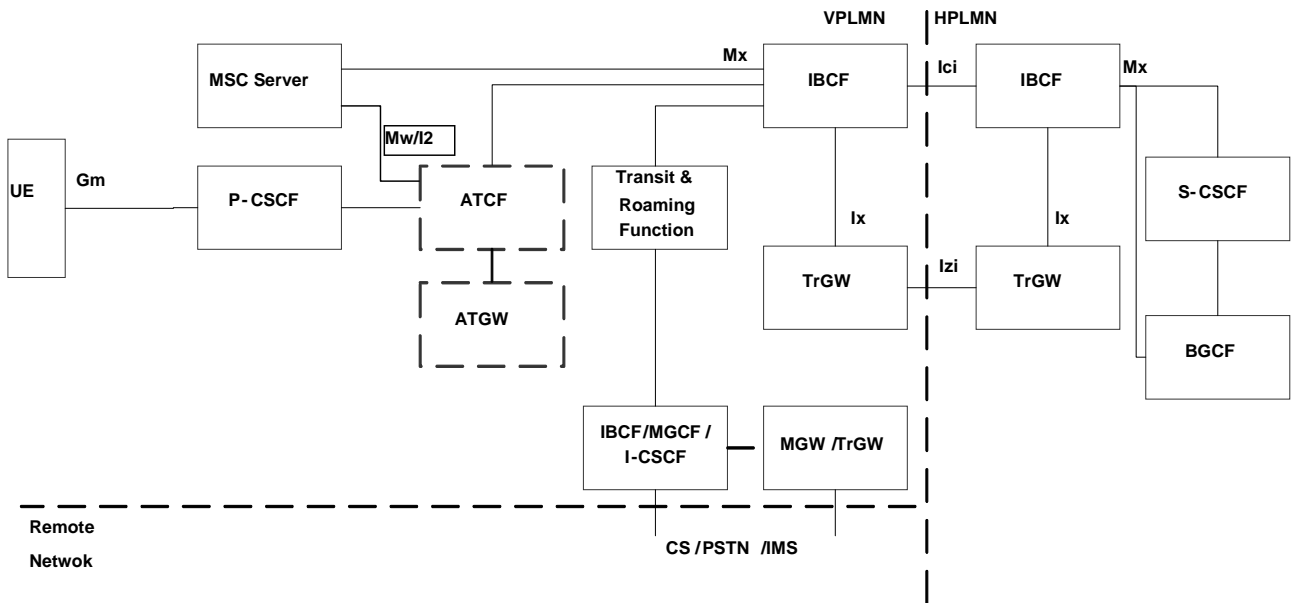 VPLMN
HPLMN
MSC Server
Mx
IBCF
Ici
IBCF
Mx
Mw/I2
UE
Gm
P-CSCF
ATCF
Transit &
Roaming
Function
Ix
Ix
S-CSCF
ATGW
TrGW
Izi
TrGW
BGCF
IBCF/MGCF/
I-CSCF
MGW /TrGW
Remote
Netwok
CS /PSTN /IMS